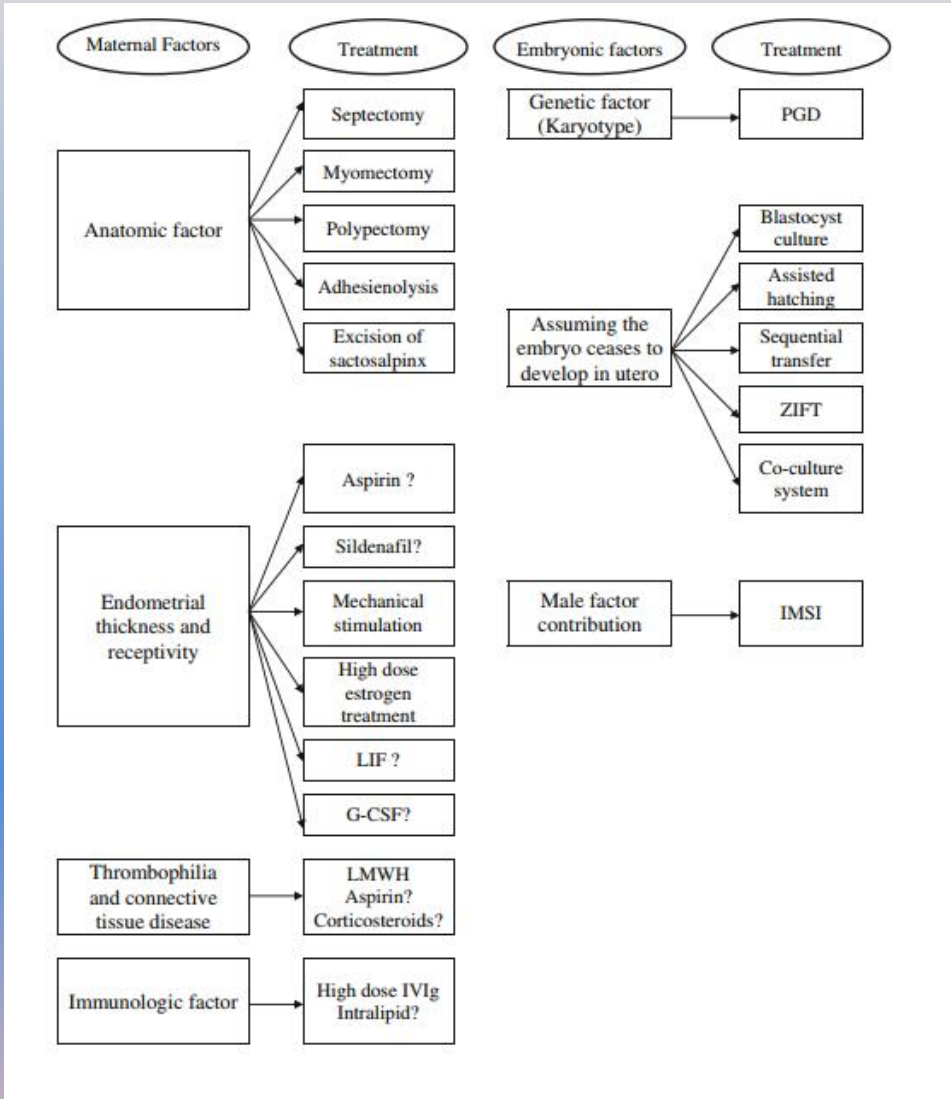 Maternal Factors
Treatment
Embryonic factors
Treatment
Anatomic factor
Septectomy
Myomectomy
Polypectomy
Adhesienolysis
Excision of
sactosalpinx
Endometrial
thickness and
receptivity
Aspirin ?
Sildenafil?
Mechanical
stimulation
High dose
estrogen
treatment
LIF ?
G-CSF?
Thrombophilia
and connective
tissue disease
LMWH
Aspirin?
Corticosteroids?
Immunologic factor
High dose IVIg
Intralipid?
Genetic factor
(Karyotype)
PGD
Assuming the
embryo ceases to
develop in utero
Blastocyst
culture
Assisted
hatching
Sequential
transfer
ZIFT
Co-culture
system
Male factor
contribution
IMSI